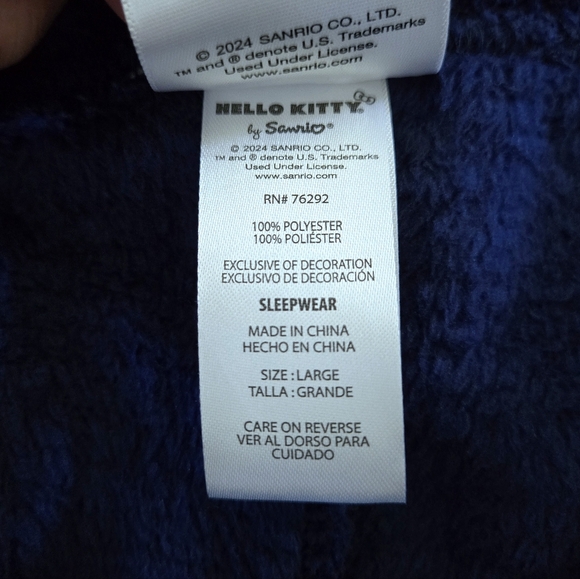 © 2024 SANRIO CO., LTD.
TM and ® denote U.S. Trademarks
Used Under License.
www.sanrio.com
HELLO KITTY®
by Sanrio®
© 2024 SANRIO CO., LTD.
TM and ® denote U.S. Trademarks
Used Under License.
www.sanrio.com
RN# 76292
100% POLYESTER
100% POLIÉSTER
EXCLUSIVE OF DECORATION
EXCLUSIVO DE DECORACIÓN
SLEEPWEAR
MADE IN CHINA
HECHO EN CHINA
SIZE : LARGE
TALLA : GRANDE
CARE ON REVERSE
VER AL DORSO PARA
CUIDADO